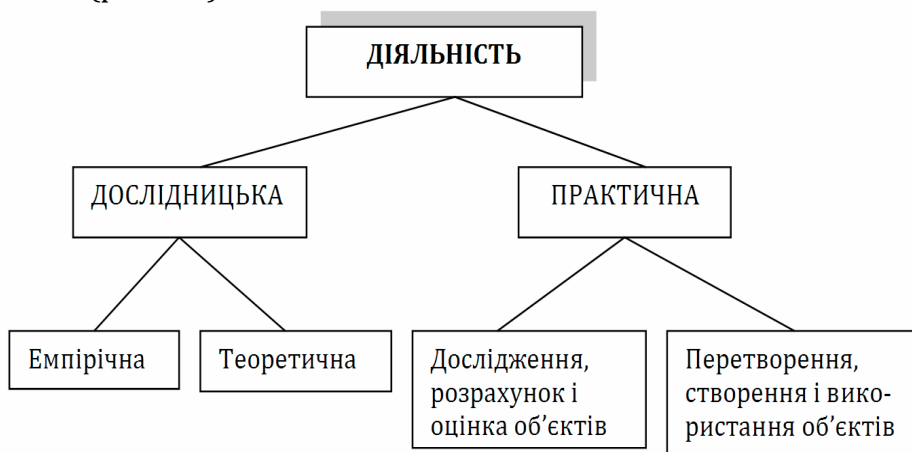 ДІЯЛЬНІСТЬ
ДОСЛІДНИЦЬКА
ПРАКТИЧНА
Емпірічна
Теоретична
Дослідження,
розрахунок і
оцінка об’єктів
Перетворення,
створення і вико-
ристання об’єктів